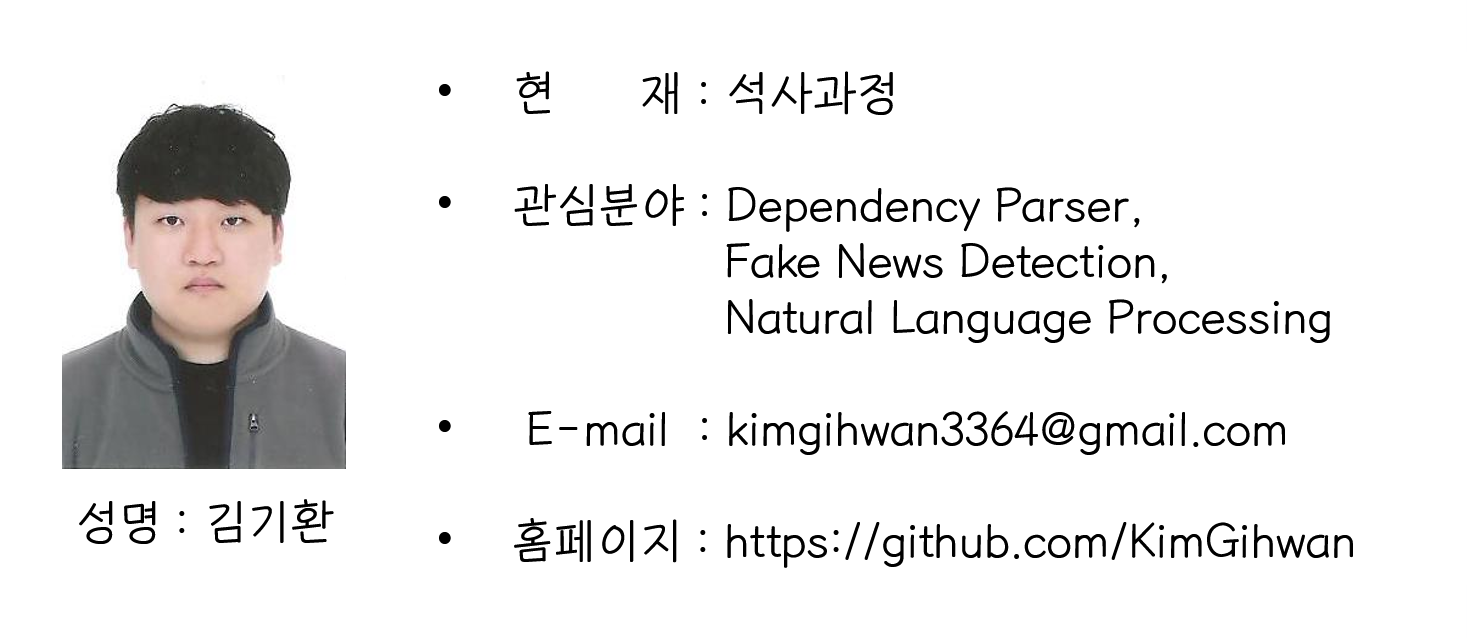 • 현 재 : 석사과정
• 관심분야 : Dependency Parser,
Fake News Detection,
Natural Language Processing
• E-mail : kimgihwan3364@gmail.com
• 홈페이지 : https://github.com/KimGihwan
성명 : 김기환